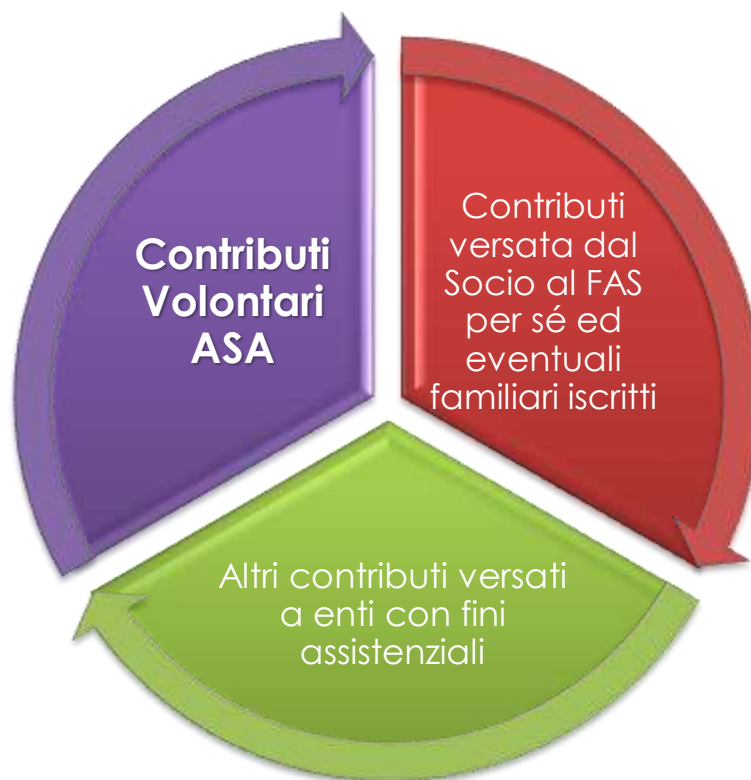 Contributi
Volontari
ASA
Contributi
versata dal
Socio al FAS
per sé ed
eventuali
familiari iscritti
Altri contributi versati
a enti con fini
assistenziali